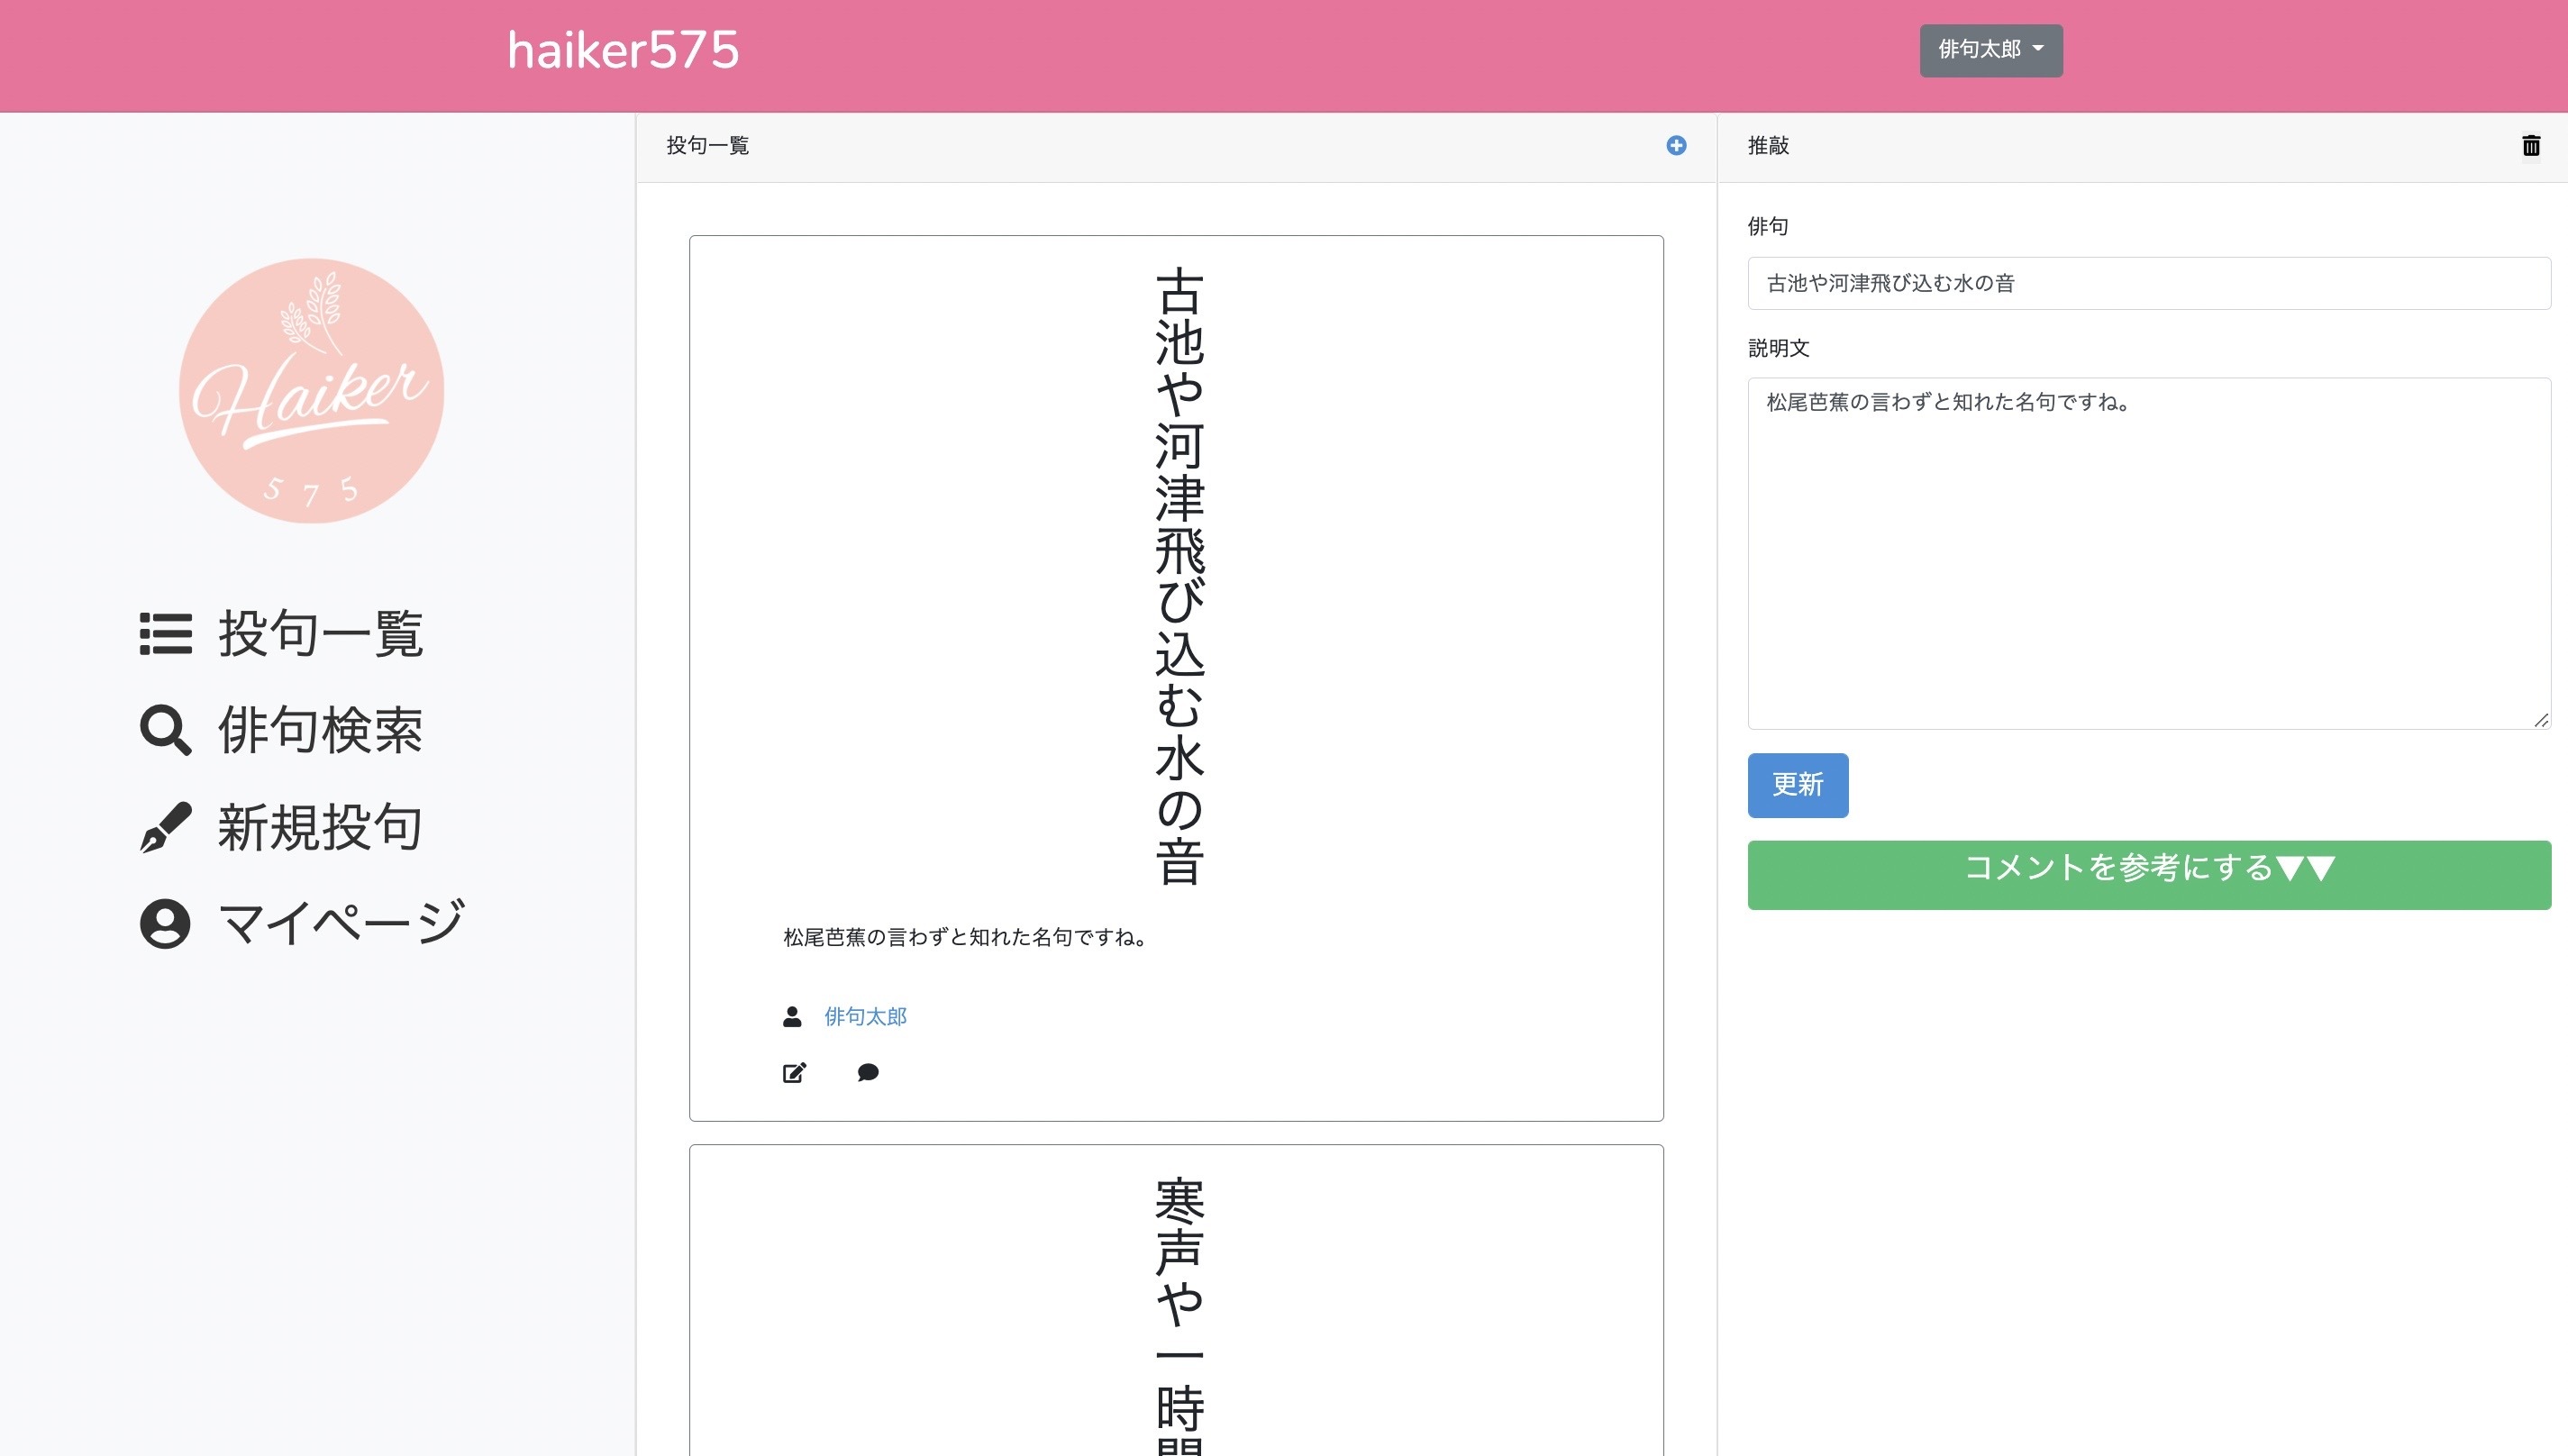 haiker575
俳句太郎
Haiker
5 7 5
投句一覧
俳句検索
新規投句
マイページ
投句一覧
古池や河津飛び込む水の音
松尾芭蕉の言わずと知れた名句ですね。
俳句太郎
寒声や一時
推敲
俳句
古池や河津飛び込む水の音
説明文
松尾芭蕉の言わずと知れた名句ですね。
更新
コメントを参考にする▼▼